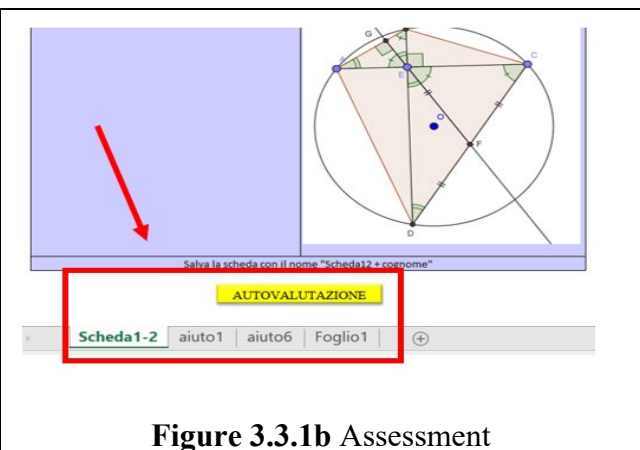 G
A
C
E
O
F
D
Salva la scheda con il nome "Scheda12 + cognome"
AUTOVALUTAZIONE
Scheda1-2 aiuto1 aiuto6 Foglio1
Figure 3.3.1b Assessment